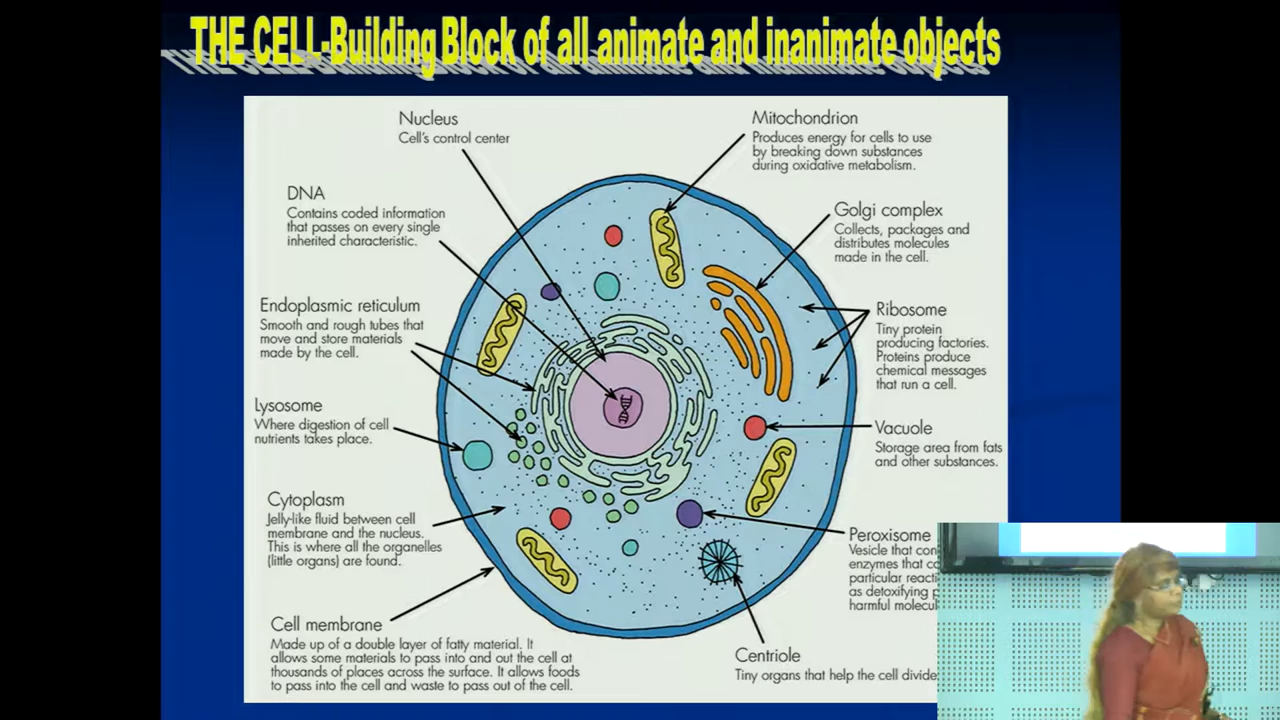 THE CELL-Building Block of all animate and inanimate objects
Nucleus
Cell's control center
Mitochondrion
Produces energy for cells to use
by breaking down substances
during oxidative metabolism.
DNA
Contains coded information
that passes on every single
inherited characteristic.
Golgi complex
Collects, packages and
distributes molecules
made in the cell.
Endoplasmic reticulum
Smooth and rough tubes that
move and store materials
made by the cell.
Ribosome
Tiny protein
producing factories.
Proteins produce
chemical messages
that run a cell.
Lysosome
Where digestion of cell
nutrients takes place.
Vacuole
Storage area from fats
and other substances.
Cytoplasm
Jelly-like fluid between cell
membrane and the nucleus.
This is where all the organelles
(little organs) are found.
Peroxisome
Vesicle that
enzymes that
particular
as detoxifying
harmful
Cell membrane
Made up of a double layer of fatty material. It
allows some materials to pass into and out the cell at
thousands of places across the surface. It allows foods
to pass into the cell and waste to pass out of the cell.
Centriole
Tiny organs that help the cell divide